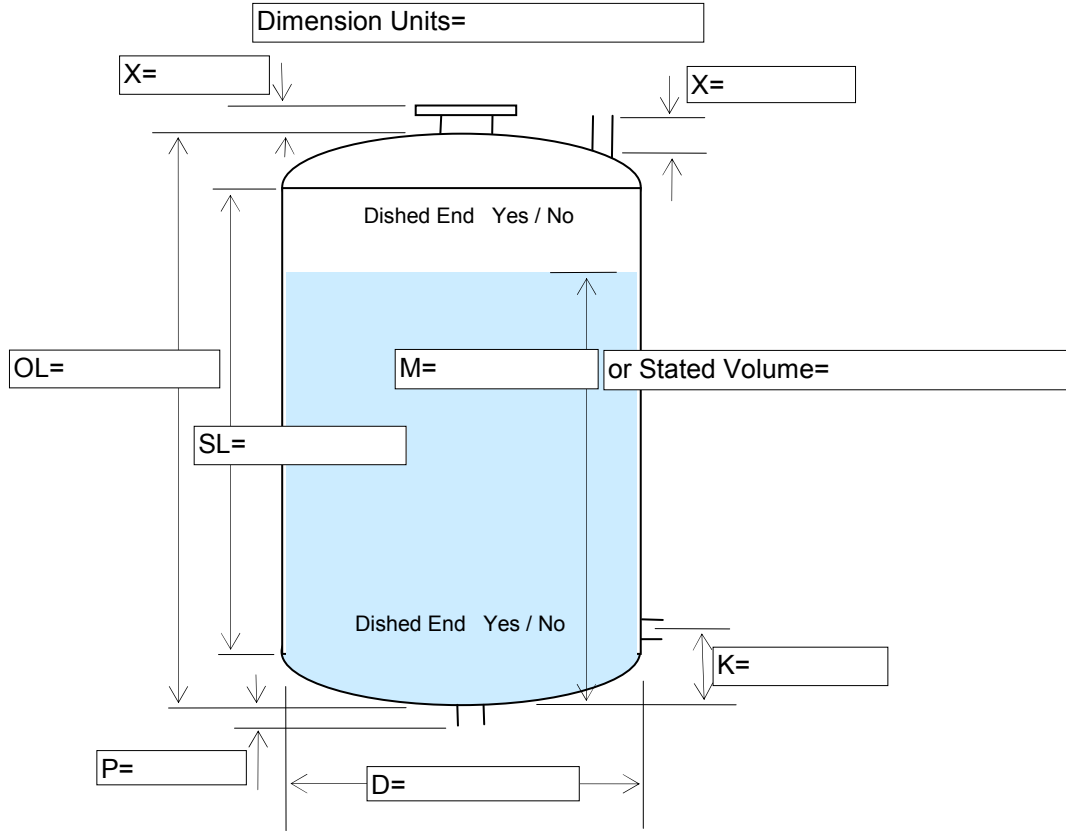 Dimension Units=
X=
X=
Dished End   Yes / No
OL=
M=
or Stated Volume=
SL=
Dished End   Yes / No
K=
P=
D=